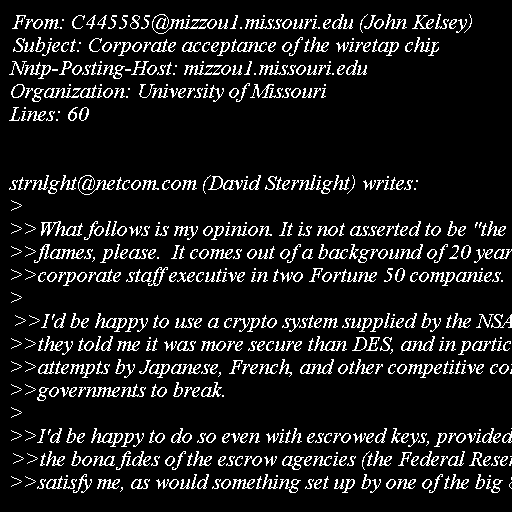 From: C445585@mizzou1.missouri.edu (John Kelsey)
Subject: Corporate acceptance of the wiretap chip
Nntp-Posting-Host: mizzou1.missouri.edu
Organization: University of Missouri
Lines: 60
strnlght@netcom.com (David Sternlight) writes:
>
>>What follows is my opinion. It is not asserted to be "the
>>flames, please.  It comes out of a background of 20 year
>>corporate staff executive in two Fortune 50 companies.
>
>>I'd be happy to use a crypto system supplied by the NSA
>>they told me it was more secure than DES, and in partic
>>attempts by Japanese, French, and other competitive co
>>governments to break.
>
>>I'd be happy to do so even with escrowed keys, provided
>>the bona fides of the escrow agencies (the Federal Reser
>>satisfy me, as would something set up by one of the big